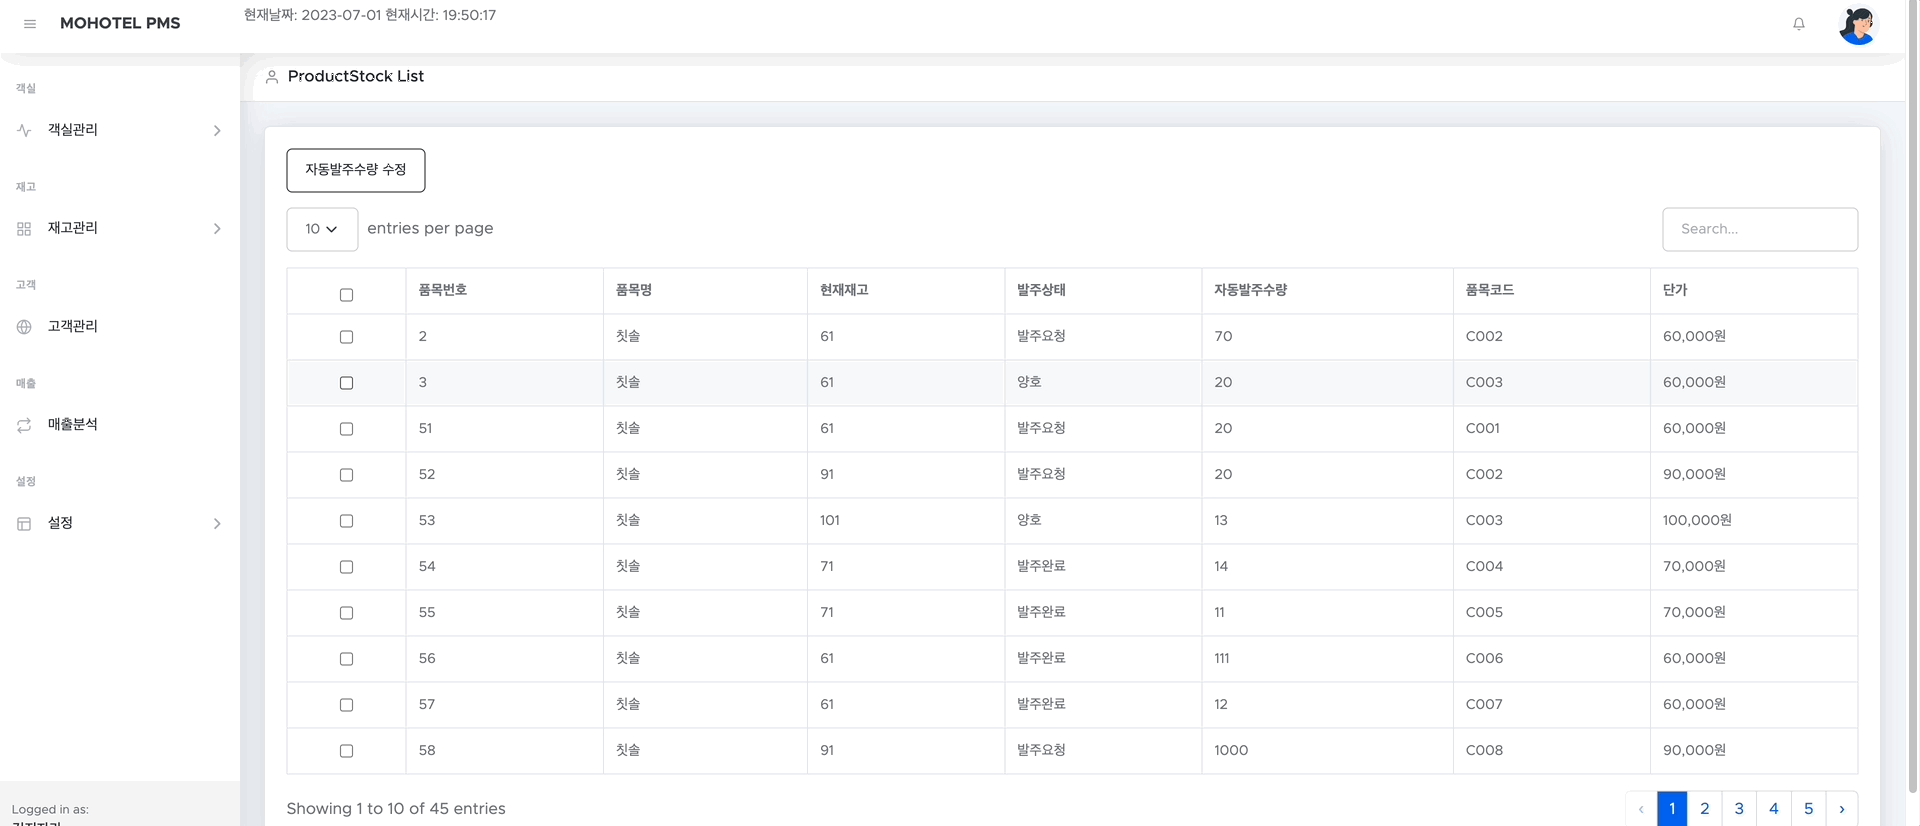 MOHOTEL PMS
현재날짜: 2023-07-01 현재시간: 19:50:17
객실
객실관리
재고
재고관리
고객
고객관리
매출
매출분석
설정
설정
Logged in as:
ProductStock List
자동발주수량 수정
10 entries per page
Search...
품목번호 품목명 현재재고 발주상태 자동발주수량 품목코드 단가
2 칫솔 61 발주요청 70 C002 60,000원
3 칫솔 61 양호 20 C003 60,000원
51 칫솔 61 발주요청 20 C001 60,000원
52 칫솔 91 발주요청 20 C002 90,000원
53 칫솔 101 양호 13 C003 100,000원
54 칫솔 71 발주완료 14 C004 70,000원
55 칫솔 71 발주완료 11 C005 70,000원
56 칫솔 61 발주완료 111 C006 60,000원
57 칫솔 61 발주완료 12 C007 60,000원
58 칫솔 91 발주요청 1000 C008 90,000원
Showing 1 to 10 of 45 entries
‹ 1 2 3 4 5 ›